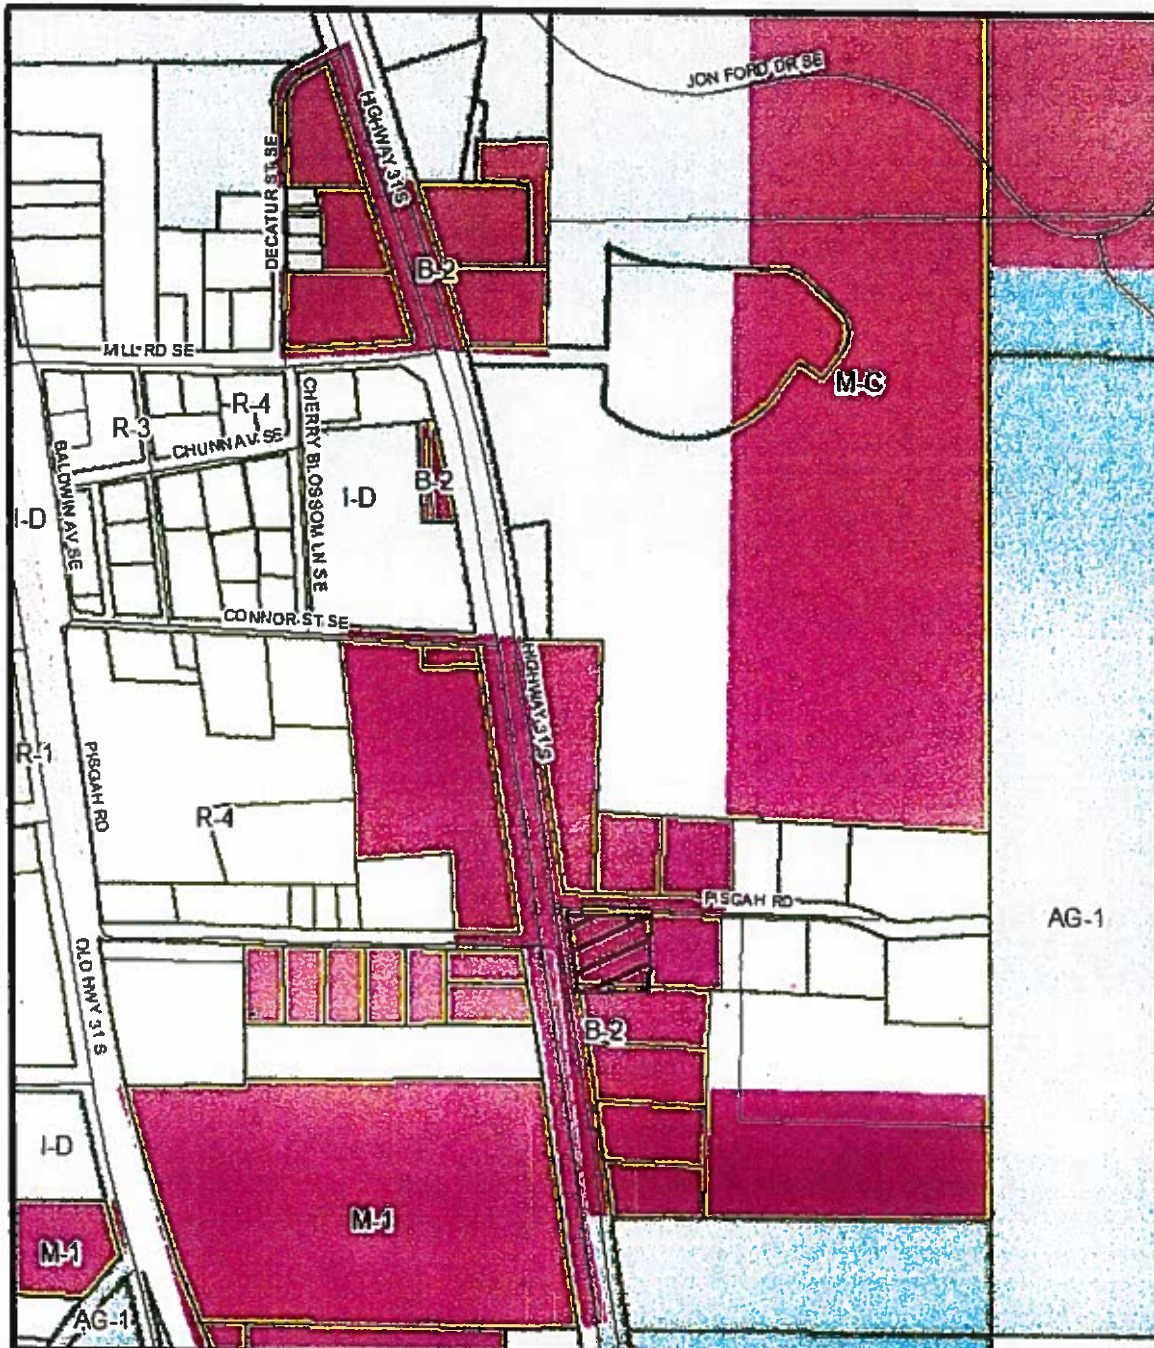 JON FORD DR SE
HIGHWAY 31 S
DECATUR ST SE
B-2
MILL RD SE
M-C
R-4
R-3
CHUNN AV SE
CHERRY BLOSSOM LN SE
BALDWIN AV SE
B-2
I-D
I-D
CONNOR ST SE
HIGHWAY 31 S
R-1
PISGAH RD
R-4
PISGAH RD
AG-1
OLD HWY 31 S
B-2
I-D
M-1
M-1
AG-1